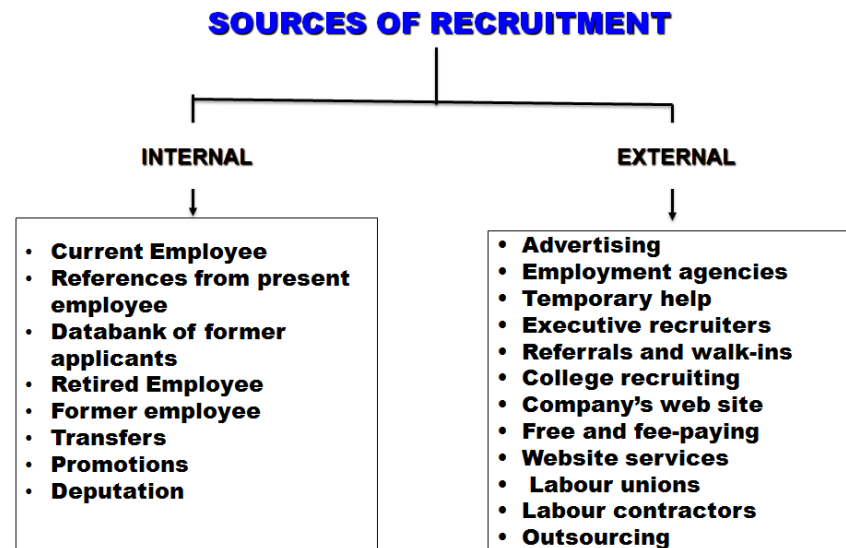 SOURCES OF RECRUITMENT
INTERNAL
EXTERNAL
• Current Employee
• References from present
employee
• Databank of former
applicants
• Retired Employee
• Former employee
• Transfers
• Promotions
• Deputation
• Advertising
• Employment agencies
• Temporary help
• Executive recruiters
• Referrals and walk-ins
• College recruiting
• Company’s web site
• Free and fee-paying
• Website services
• Labour unions
• Labour contractors
• Outsourcing